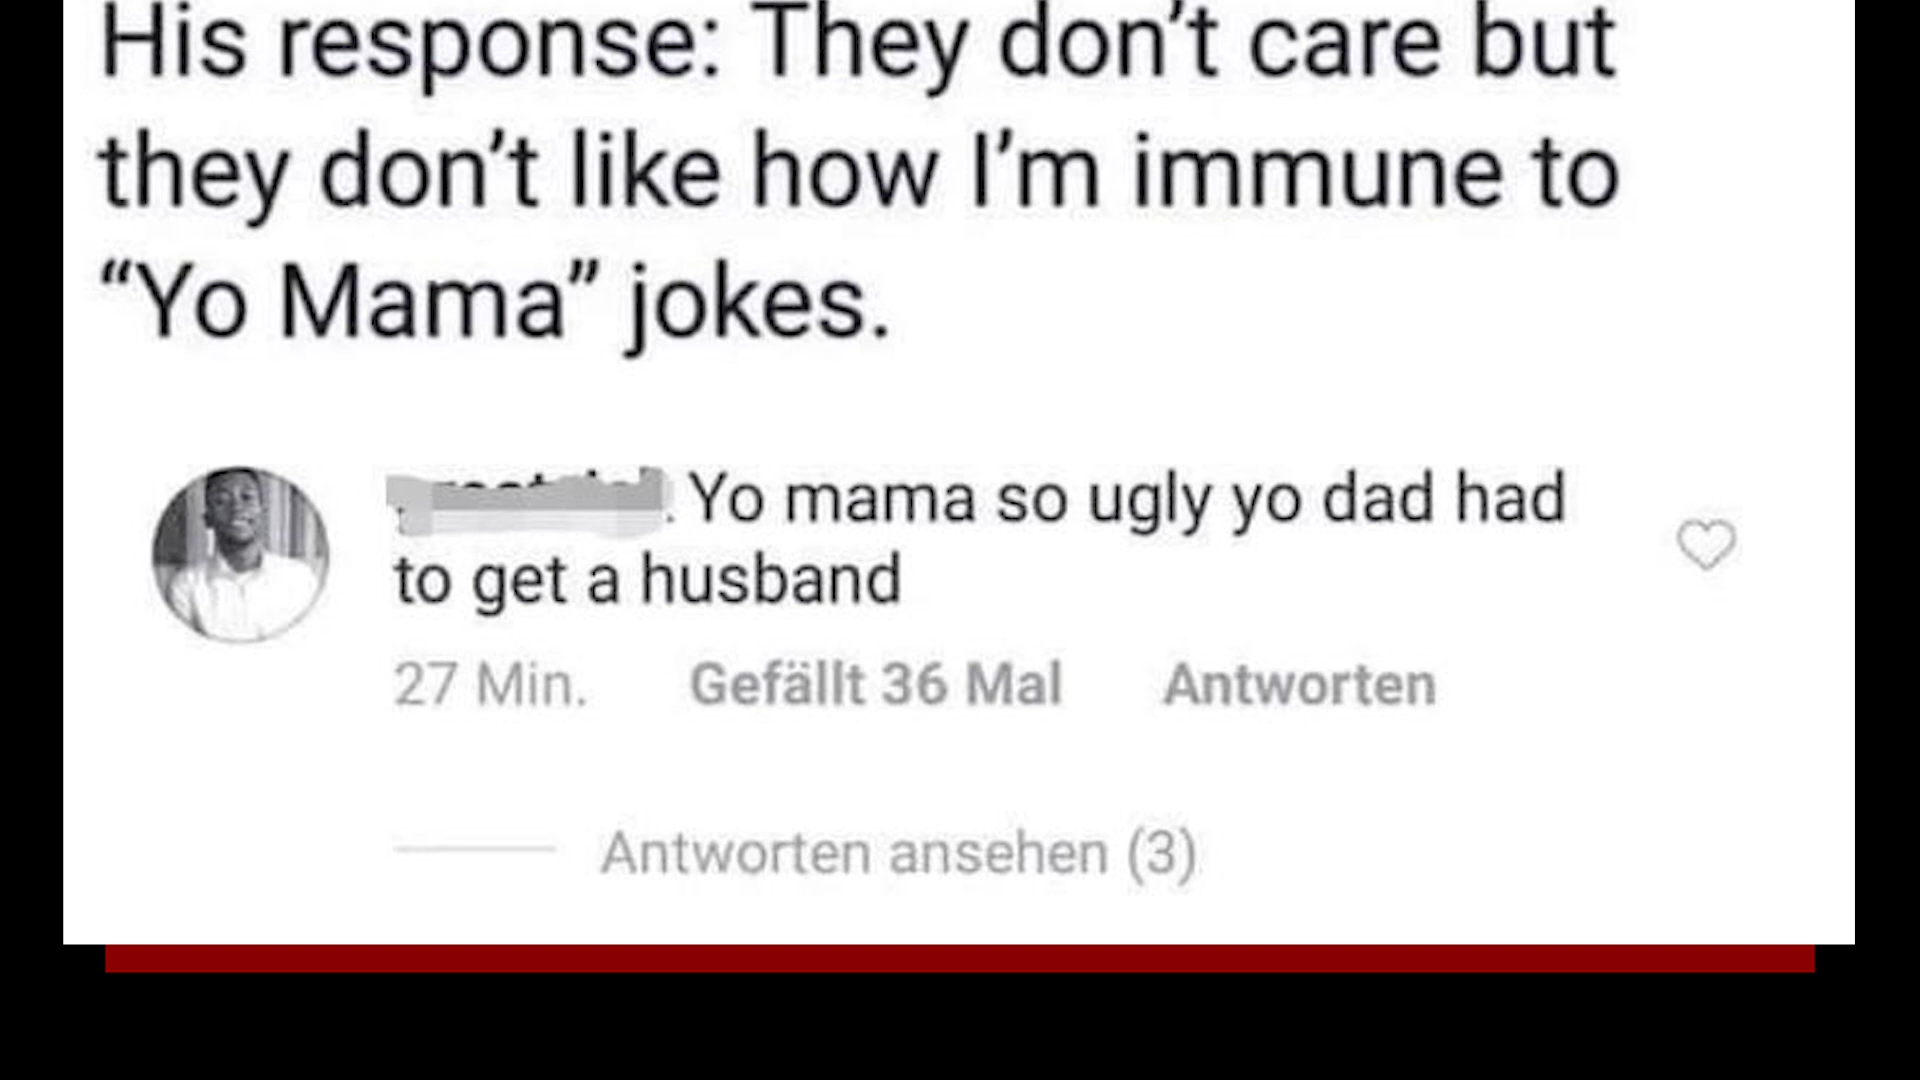 His response: They don’t care but
they don’t like how I’m immune to
“Yo Mama” jokes.
Yo mama so ugly yo dad had
to get a husband
27 Min. Gefällt 36 Mal Antworten
Antworten ansehen (3)